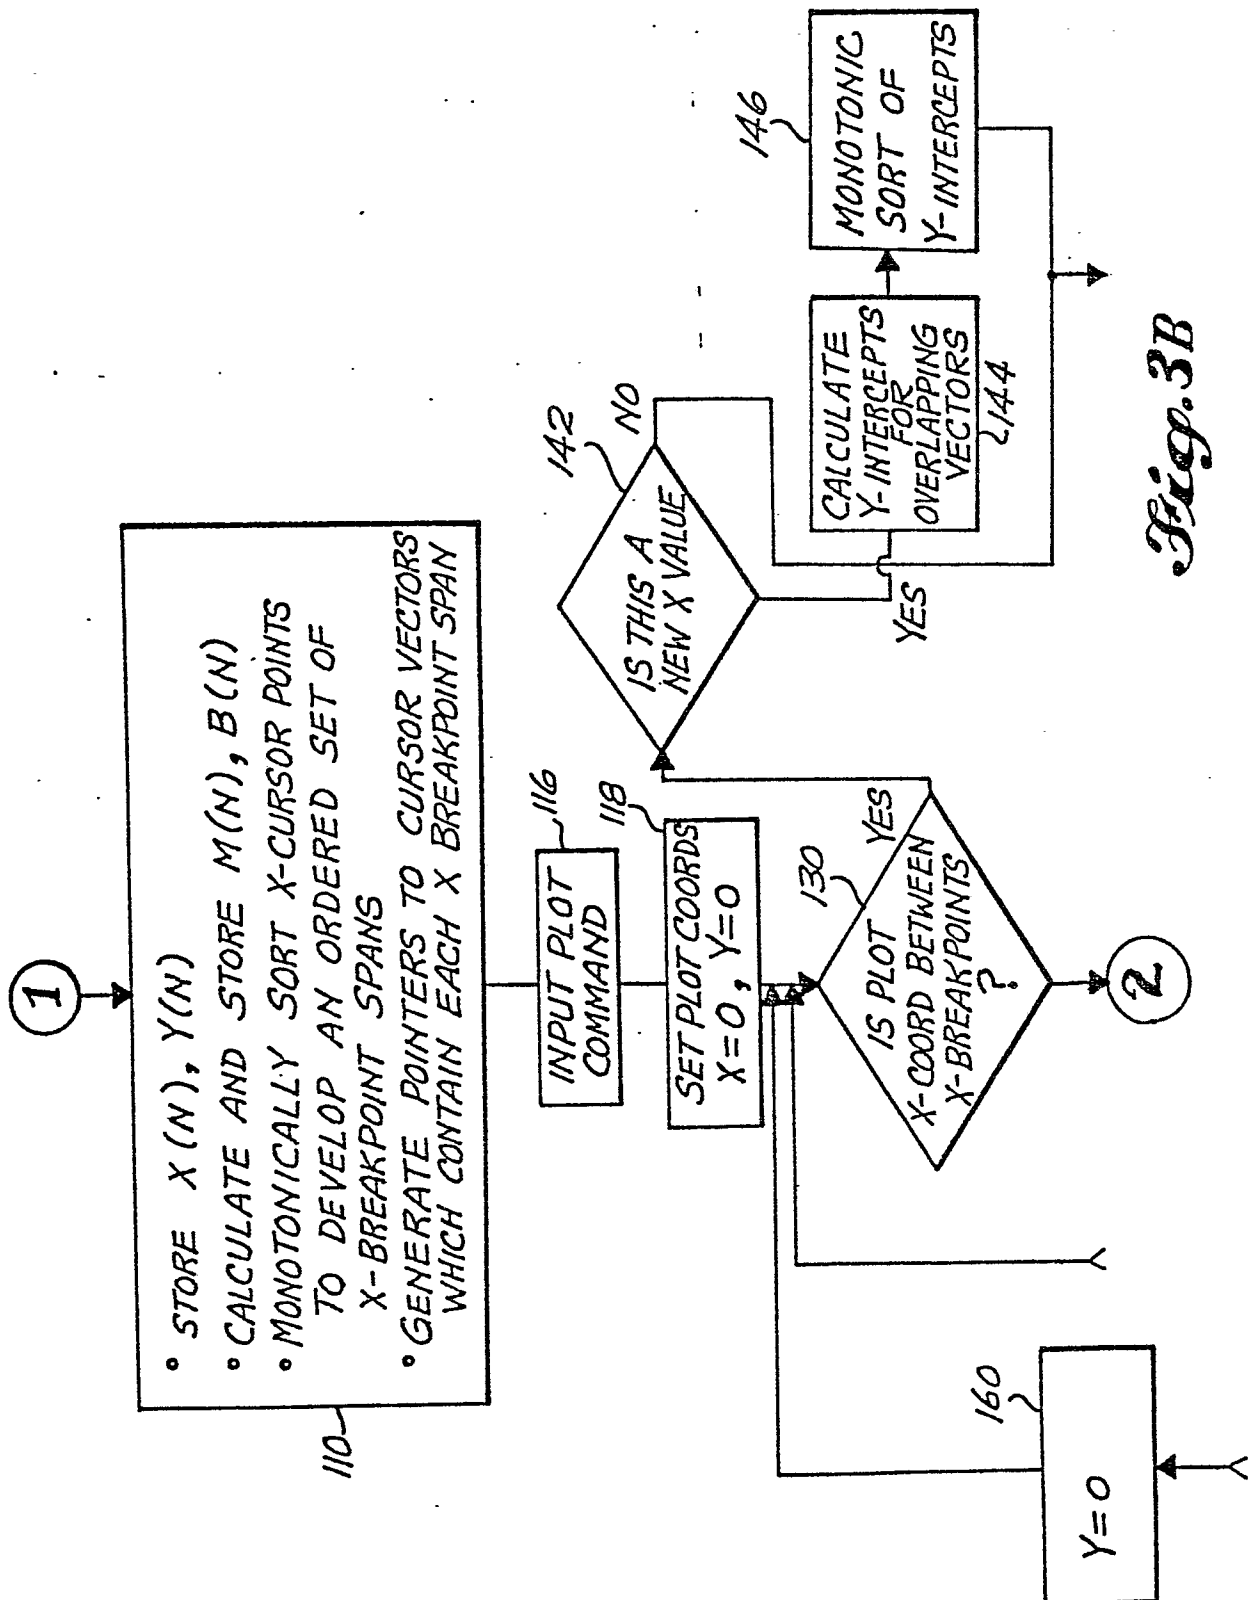 1
• STORE X(N), Y(N)
• CALCULATE AND STORE M(N), B(N)
• MONOTONICALLY SORT X-CURSOR POINTS
TO DEVELOP AN ORDERED SET OF
X-BREAKPOINT SPANS
• GENERATE POINTERS TO CURSOR VECTORS
WHICH CONTAIN EACH X BREAKPOINT SPAN
110
INPUT PLOT
COMMAND
116
SET PLOT COORDS
X=0, Y=0
118
IS PLOT
X-COORD BETWEEN
X-BREAKPOINTS
?
130
YES
2
IS THIS A
NEW X VALUE
142
NO
YES
CALCULATE
Y-INTERCEPTS
FOR
OVERLAPPING
VECTORS
144
MONOTONIC
SORT OF
Y-INTERCEPTS
146
Y=0
160
Fig. 3B